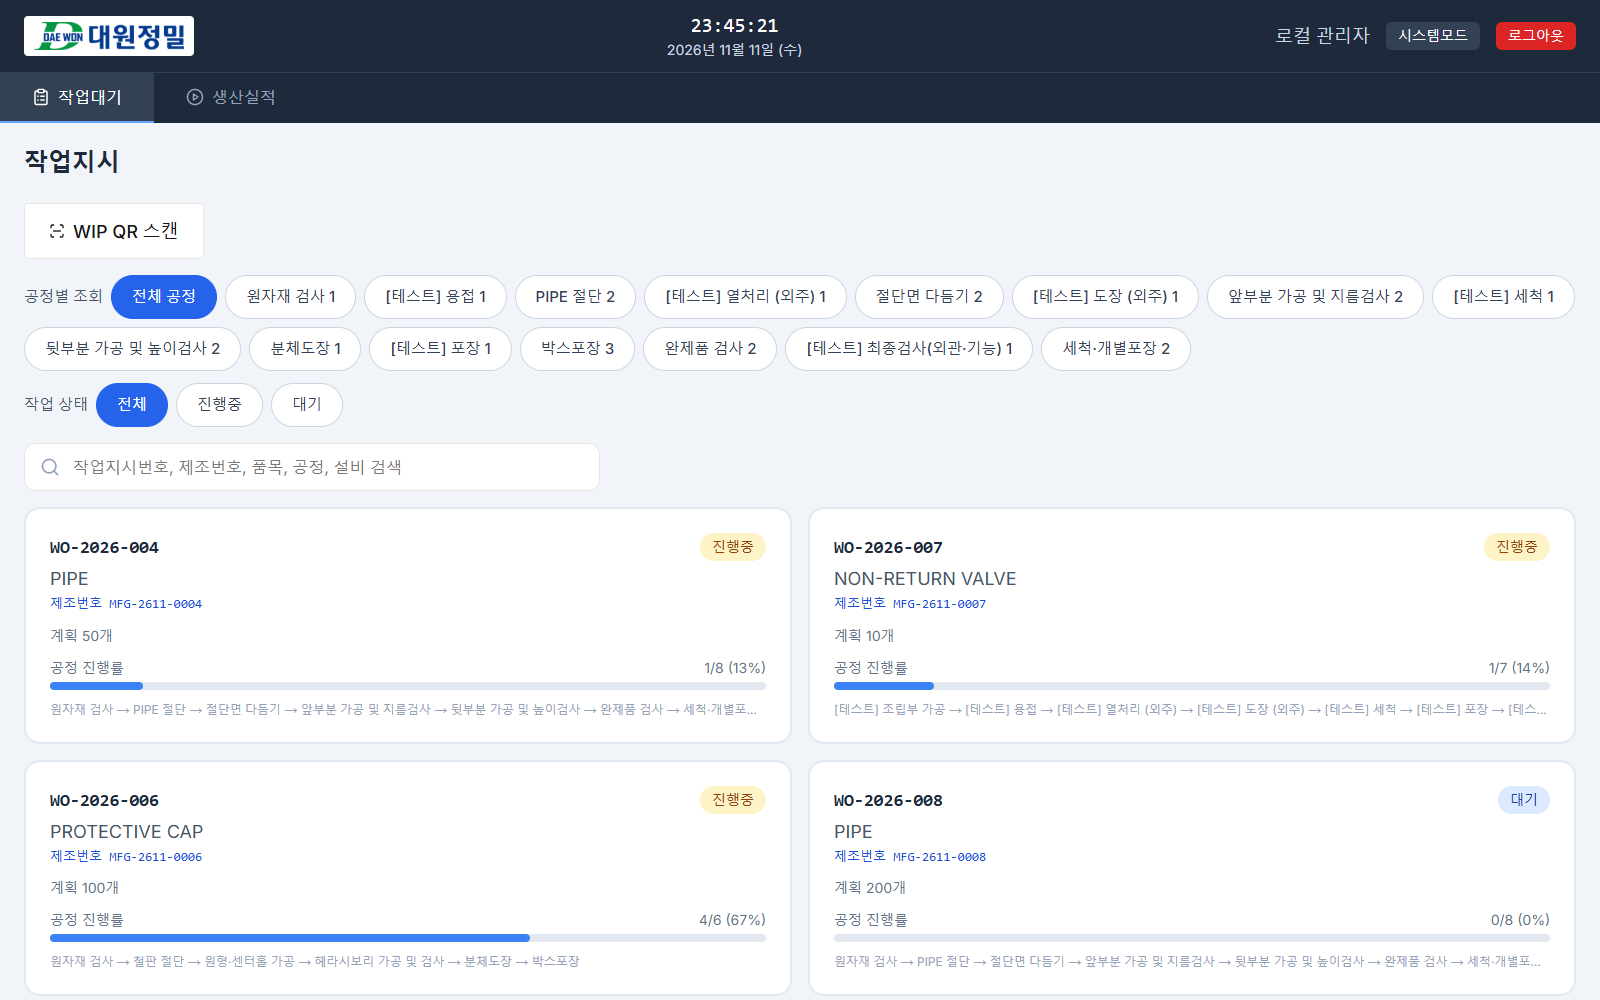 DAE WON 대원정밀
23:45:21
2026년 11월 11일 (수)
로컬 관리자
시스템모드
로그아웃
작업대기
생산실적
작업지시
WIP QR 스캔
공정별 조회
전체 공정
원자재 검사 1
[테스트] 용접 1
PIPE 절단 2
[테스트] 열처리 (외주) 1
절단면 다듬기 2
[테스트] 도장 (외주) 1
앞부분 가공 및 지름검사 2
[테스트] 세척 1
뒷부분 가공 및 높이검사 2
분체도장 1
[테스트] 포장 1
박스포장 3
완제품 검사 2
[테스트] 최종검사(외관·기능) 1
세척·개별포장 2
작업 상태
전체
진행중
대기
작업지시번호, 제조번호, 품목, 공정, 설비 검색
WO-2026-004
진행중
PIPE
제조번호 MFG-2611-0004
계획 50개
공정 진행률
1/8 (13%)
원자재 검사 → PIPE 절단 → 절단면 다듬기 → 앞부분 가공 및 지름검사 → 뒷부분 가공 및 높이검사 → 완제품 검사 → 세척·개별포...
WO-2026-007
진행중
NON-RETURN VALVE
제조번호 MFG-2611-0007
계획 10개
공정 진행률
1/7 (14%)
[테스트] 조립부 가공 → [테스트] 용접 → [테스트] 열처리 (외주) → [테스트] 도장 (외주) → [테스트] 세척 → [테스트] 포장 → [테스...
WO-2026-006
진행중
PROTECTIVE CAP
제조번호 MFG-2611-0006
계획 100개
공정 진행률
4/6 (67%)
원자재 검사 → 철판 절단 → 원형·센터홀 가공 → 헤라시보리 가공 및 검사 → 분체도장 → 박스포장
WO-2026-008
대기
PIPE
제조번호 MFG-2611-0008
계획 200개
공정 진행률
0/8 (0%)
원자재 검사 → PIPE 절단 → 절단면 다듬기 → 앞부분 가공 및 지름검사 → 뒷부분 가공 및 높이검사 → 완제품 검사 → 세척·개별포...